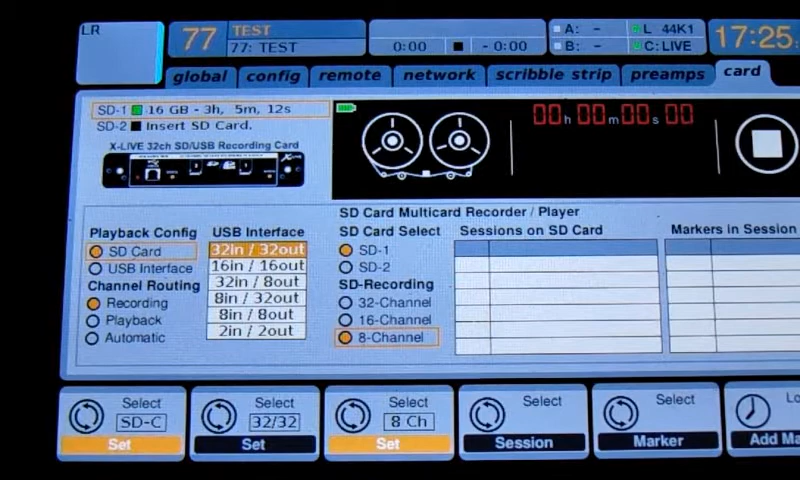 LR
77
TEST
77: TEST
0:00 - 0:00
A: -
B: -
L 44K1
C:LIVE
17:25
global config remote network scribble strip preamps card
SD-1 16 GB - 3h, 5m, 12s
SD-2 Insert SD Card.
X-LIVE 32ch SD/USB Recording Card
00h 00m 00s 00
SD Card Multicard Recorder / Player
Playback Config
SD Card
USB Interface
Channel Routing
Recording
Playback
Automatic
USB Interface
32in / 32out
16in / 16out
32in / 8out
8in / 32out
8in / 8out
2in / 2out
SD Card Select
SD-1
SD-2
SD-Recording
32-Channel
16-Channel
8-Channel
Sessions on SD Card
Markers in Session
Select
SD-C
Set
Select
32/32
Set
Select
8 Ch
Set
Select
Session
Select
Marker
Lo
Add Ma